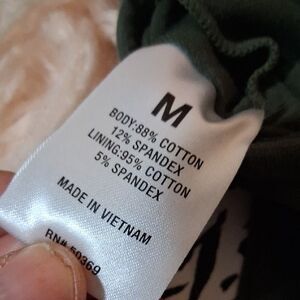 M
BODY:88% COTTON
12% SPANDEX
LINING:95% COTTON
5% SPANDEX
MADE IN VIETNAM
RN# 50369